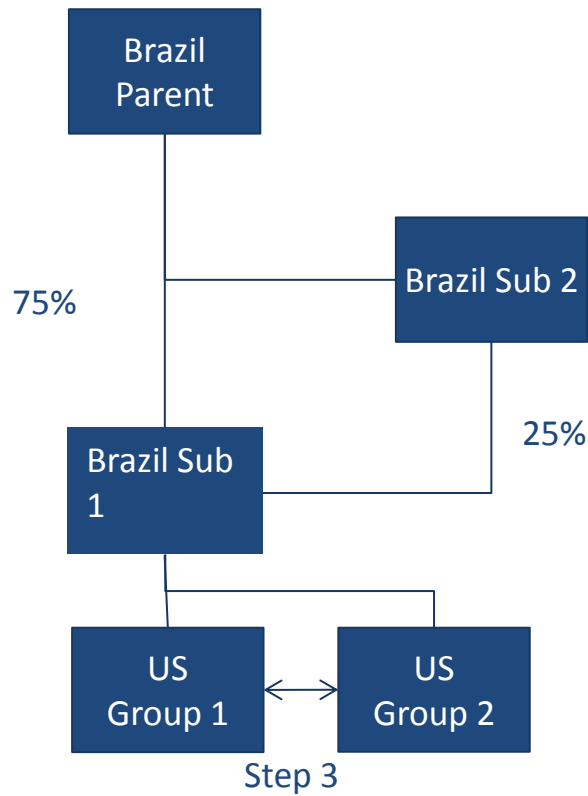 Brazil
Parent
Brazil Sub 2
75%
25%
Brazil Sub
1
US
Group 1
US
Group 2
Step 3